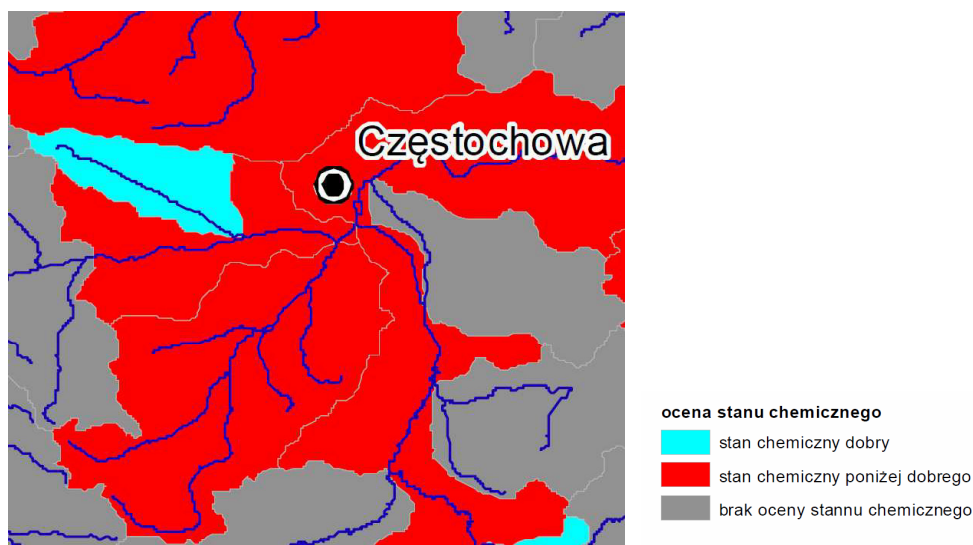 Częstochowa
ocena stanu chemicznego
stan chemiczny dobry
stan chemiczny poniżej dobrego
brak oceny stannu chemicznego